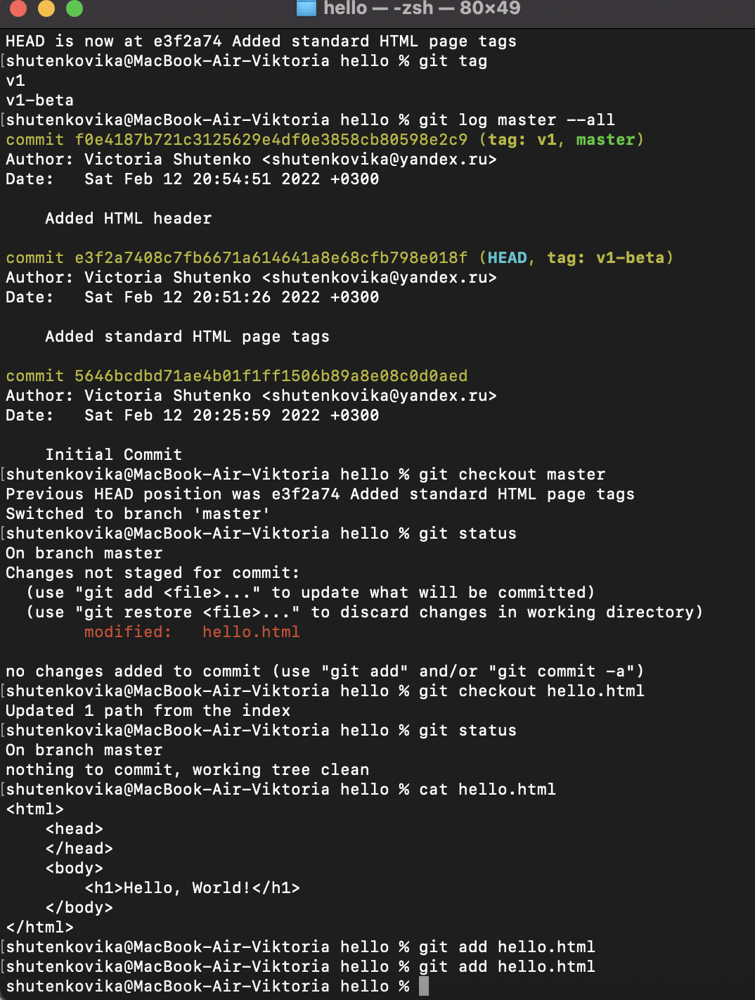 hello — -zsh — 80×49
HEAD is now at e3f2a74 Added standard HTML page tags
[shutenkovika@MacBook-Air-Viktoria hello % git tag
v1
v1-beta
[shutenkovika@MacBook-Air-Viktoria hello % git log master --all
commit f0e4187b721c3125629e4df0e3858cb80598e2c9 (tag: v1, master)
Author: Victoria Shutenko <shutenkovika@yandex.ru>
Date:   Sat Feb 12 20:54:51 2022 +0300

    Added HTML header

commit e3f2a7408c7fb6671a614641a8e68cfb798e018f (HEAD, tag: v1-beta)
Author: Victoria Shutenko <shutenkovika@yandex.ru>
Date:   Sat Feb 12 20:51:26 2022 +0300

    Added standard HTML page tags

commit 5646bcdbd71ae4b01f1ff1506b89a8e08c0d0aed
Author: Victoria Shutenko <shutenkovika@yandex.ru>
Date:   Sat Feb 12 20:25:59 2022 +0300

    Initial Commit
[shutenkovika@MacBook-Air-Viktoria hello % git checkout master
Previous HEAD position was e3f2a74 Added standard HTML page tags
Switched to branch 'master'
[shutenkovika@MacBook-Air-Viktoria hello % git status
On branch master
Changes not staged for commit:
  (use "git add <file>..." to update what will be committed)
  (use "git restore <file>..." to discard changes in working directory)
        modified:   hello.html

no changes added to commit (use "git add" and/or "git commit -a")
[shutenkovika@MacBook-Air-Viktoria hello % git checkout hello.html
Updated 1 path from the index
[shutenkovika@MacBook-Air-Viktoria hello % git status
On branch master
nothing to commit, working tree clean
[shutenkovika@MacBook-Air-Viktoria hello % cat hello.html
<html>
    <head>
    </head>
    <body>
        <h1>Hello, World!</h1>
    </body>
</html>
[shutenkovika@MacBook-Air-Viktoria hello % git add hello.html
[shutenkovika@MacBook-Air-Viktoria hello % git add hello.html
shutenkovika@MacBook-Air-Viktoria hello %